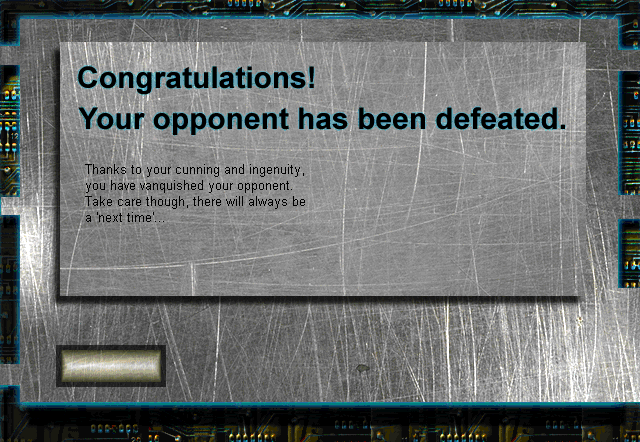 Congratulations!
Your opponent has been defeated.
Thanks to your cunning and ingenuity,
you have vanquished your opponent.
Take care though, there will always be
a 'next time'...